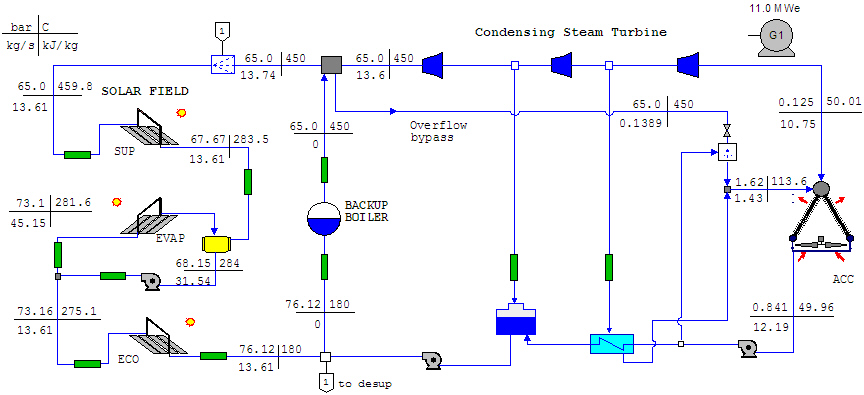 11.0 MWe
bar C
kg/s kJ/kg
1
Condensing Steam Turbine
G1
65.0 450
13.74
65.0 450
13.6
65.0 459.8
13.61
SOLAR FIELD
65.0 450
0.1389
0.125 50.01
10.75
Overflow
bypass
65.0 450
0
67.67 283.5
13.61
SUP
73.1 281.6
45.15
1.62 113.6
1.43
BACKUP
BOILER
EVAP
68.15 284
31.54
ACC
73.16 275.1
13.61
76.12 180
0
0.841 49.96
12.19
ECO
76.12 180
13.61
1 to desup